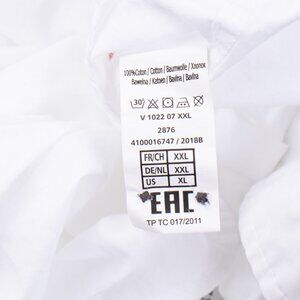 100%Coton / Cotton / Baumwolle / Хлопок
Bawełna / Katoen / Bavlna / Bavlna
30
V 1022 07 XXL
2876
4100016747 / 2018B
FR/CH XXL
DE/NL XXL
US XL
EAC
TP TC 017/2011